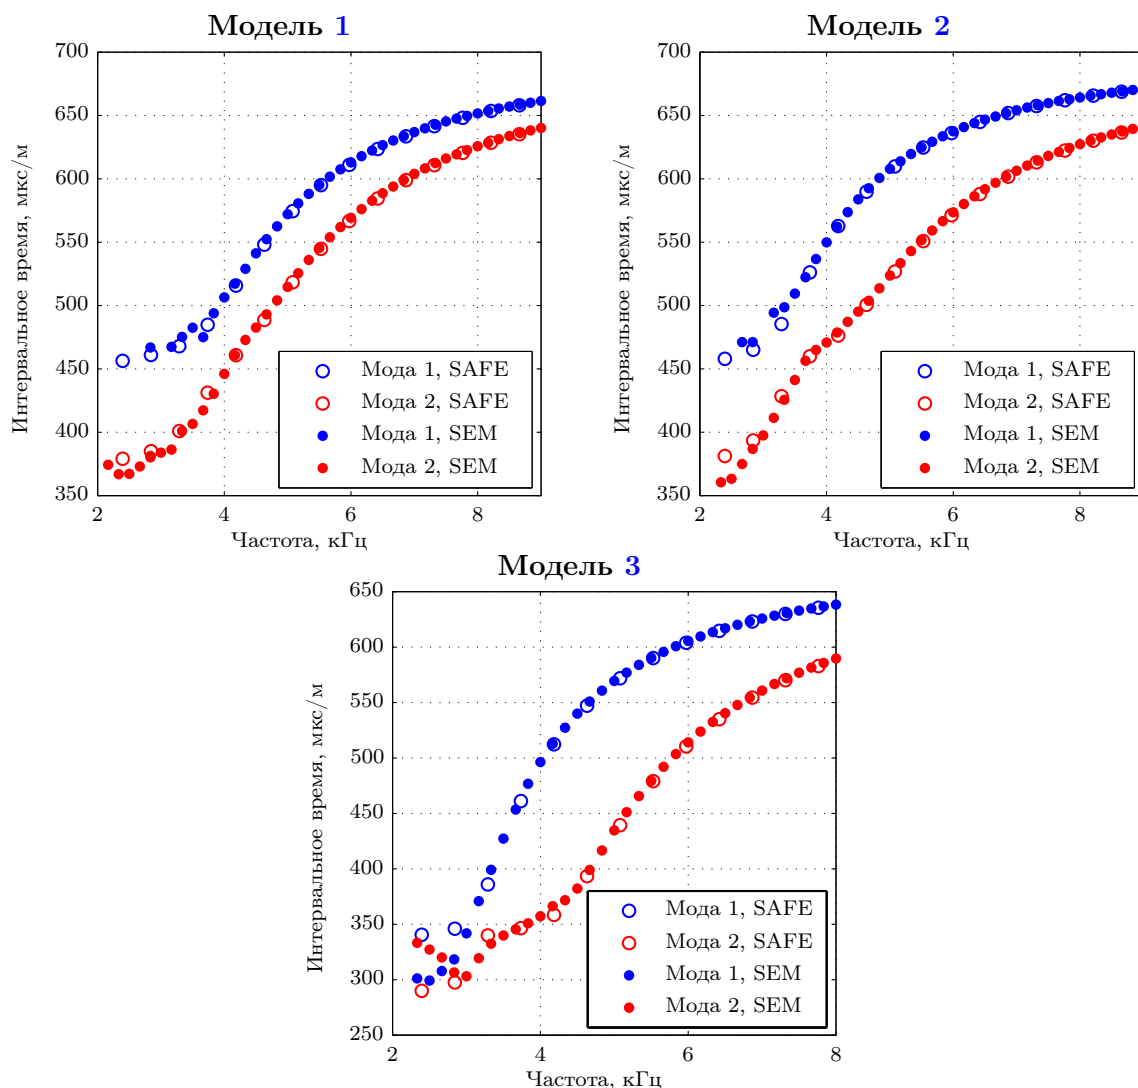 Модель 1
700
650
600
550
500
450
400
350
2
4
6
8
Интервальное время, мкс/м
Частота, кГц
Мода 1, SAFE
Мода 2, SAFE
Мода 1, SEM
Мода 2, SEM
Модель 2
700
650
600
550
500
450
400
350
2
4
6
8
Интервальное время, мкс/м
Частота, кГц
Мода 1, SAFE
Мода 2, SAFE
Мода 1, SEM
Мода 2, SEM
Модель 3
650
600
550
500
450
400
350
300
250
2
4
6
8
Интервальное время, мкс/м
Частота, кГц
Мода 1, SAFE
Мода 2, SAFE
Мода 1, SEM
Мода 2, SEM